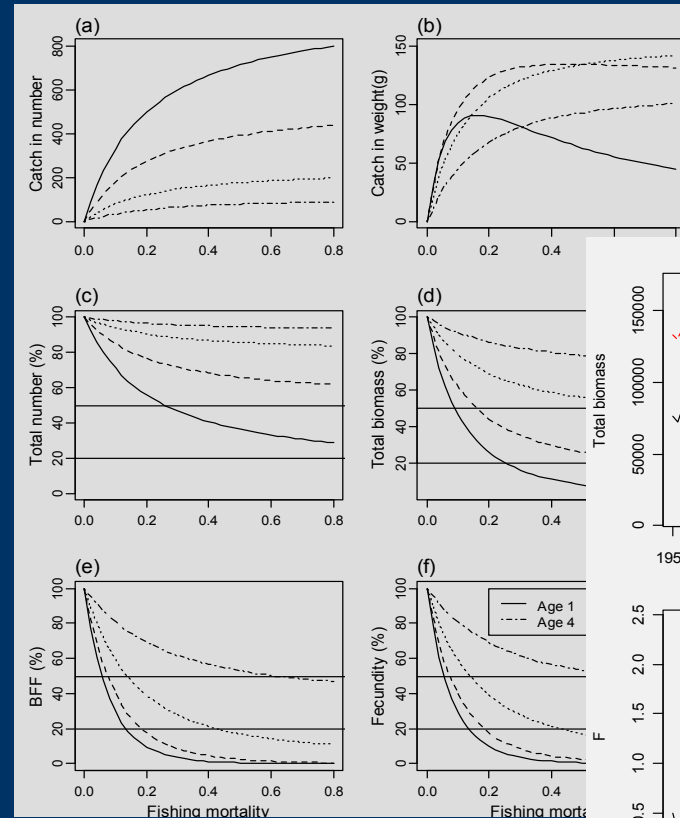 (a)
Catch in number
0 200 400 600 800
0.0 0.2 0.4 0.6 0.8
(b)
Catch in weight(g)
0 50 100 150
0.0 0.2 0.4
(c)
Total number (%)
0 20 40 60 80 100
0.0 0.2 0.4 0.6 0.8
(d)
Total biomass (%)
20 40 60 80 100
0.0 0.2 0.4
Total biomass
0 50000 100000 150000
195
(e)
BFF (%)
0 20 40 60 80 100
0.0 0.2 0.4 0.6 0.8
Fishing mortality
(f)
Fecundity (%)
0 20 40 60 80 100
Age 1
Age 4
0.0 0.2 0.4
Fishing morta
F
0.5 1.0 1.5 2.0 2.5